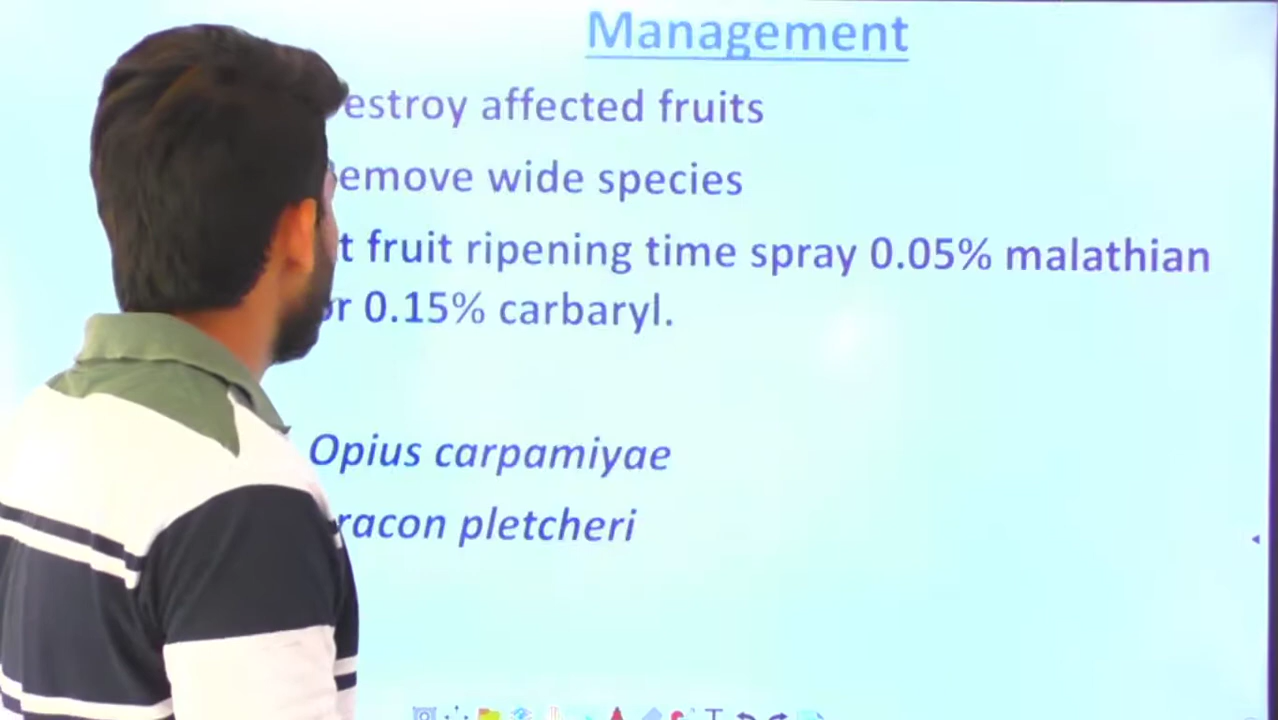 Management
estroy affected fruits
emove wide species
t fruit ripening time spray 0.05% malathian
r 0.15% carbaryl.
Opius carpamiyae
racon pletcheri